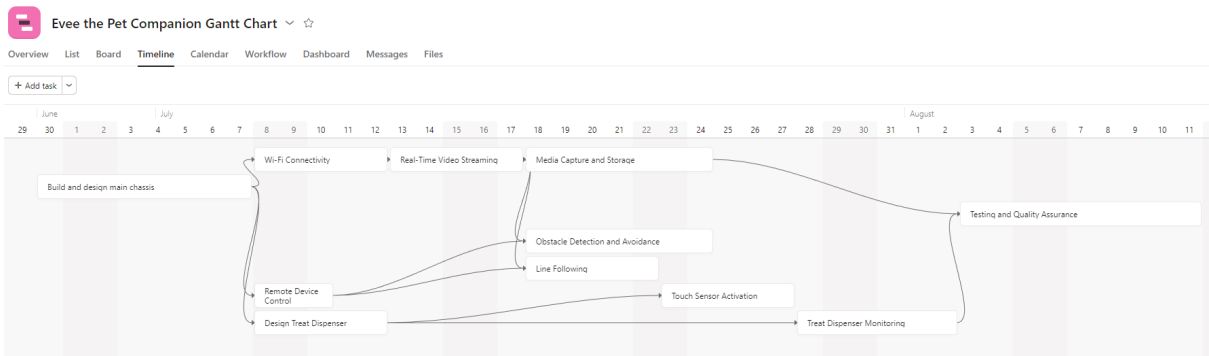 Evee the Pet Companion Gantt Chart
Overview List Board Timeline Calendar Workflow Dashboard Messages Files
+ Add task
June July August
29 30 1 2 3 4 5 6 7 8 9 10 11 12 13 14 15 16 17 18 19 20 21 22 23 24 25 26 27 28 29 30 31 1 2 3 4 5 6 7 8 9 10 11
Wi-Fi Connectivity Real-Time Video Streaming Media Capture and Storage
Build and design main chassis
Testing and Quality Assurance
Obstacle Detection and Avoidance
Line Following
Remote Device
Control
Touch Sensor Activation
Design Treat Dispenser Treat Dispenser Monitoring